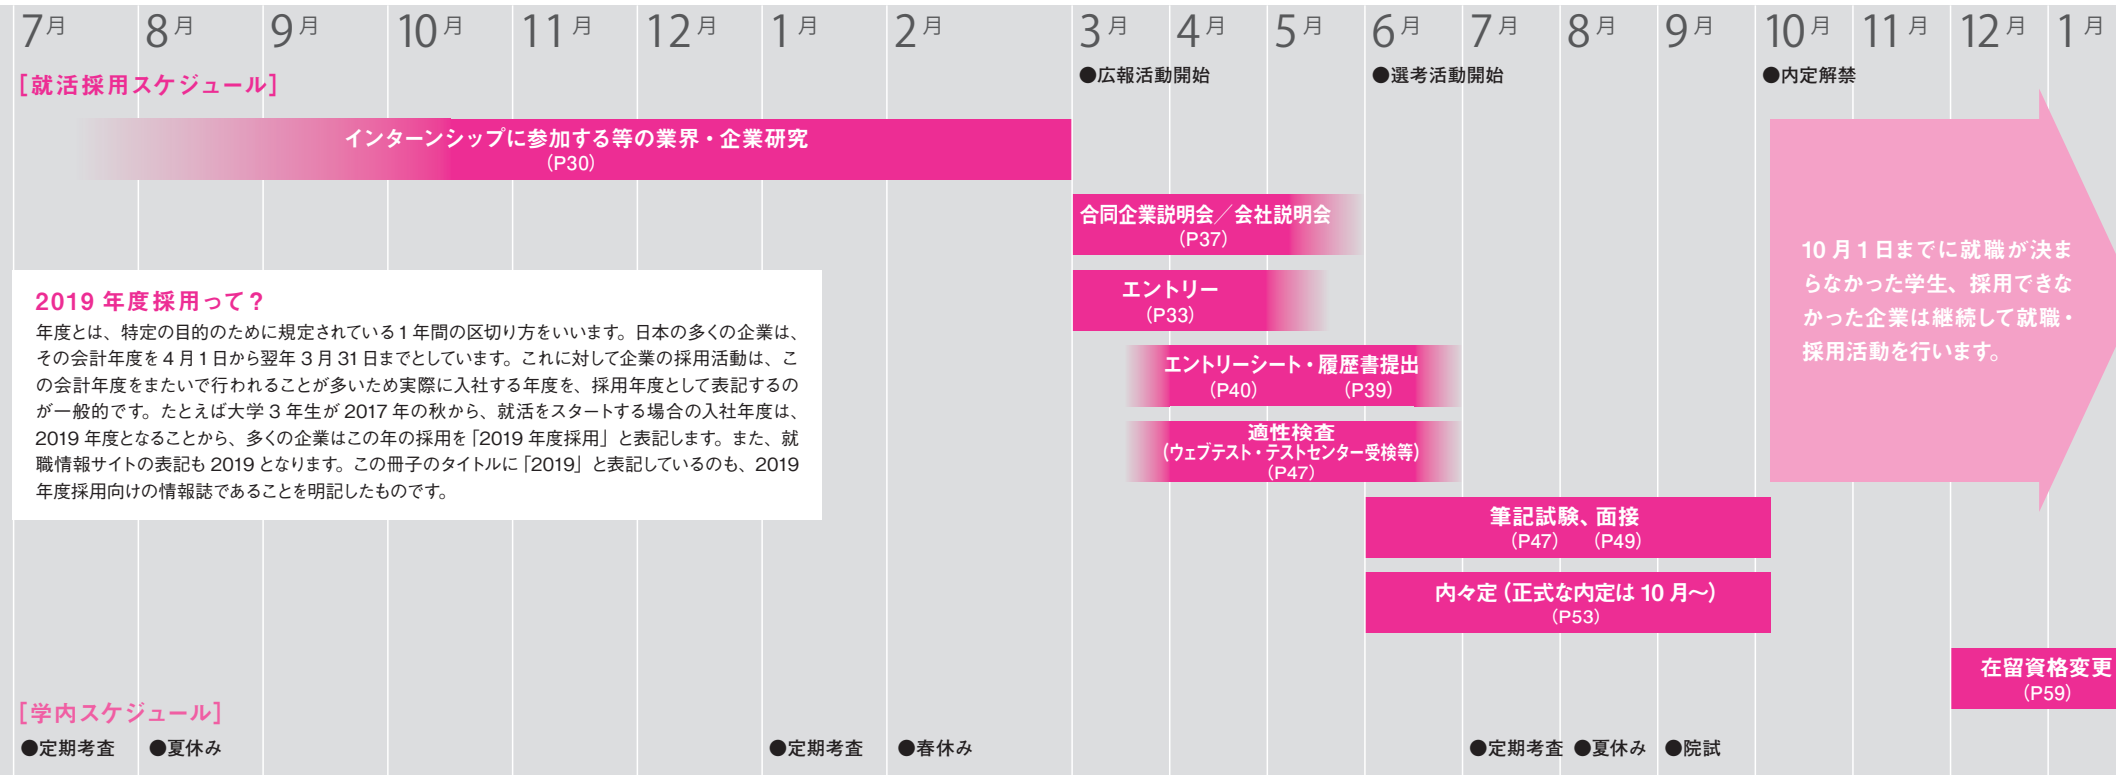 7月 8月 9月 10月 11月 12月 1月 2月 3月 4月 5月 6月 7月 8月 9月 10月 11月 12月 1月
●広報活動開始 ●選考活動開始 ●内定解禁
[就活採用スケジュール]
インターンシップに参加する等の業界・企業研究
(P30)
合同企業説明会／会社説明会
(P37)
エントリー
(P33)
エントリーシート・履歴書提出
(P40) (P39)
適性検査
(ウェブテスト・テストセンター受検等)
(P47)
筆記試験、面接
(P47) (P49)
内々定(正式な内定は10月〜)
(P53)
10月1日までに就職が決ま
らなかった学生、採用できな
かった企業は継続して就職・
採用活動を行います。
在留資格変更
(P59)
2019年度採用って?
年度とは、特定の目的のために規定されている1年間の区切り方をいいます。日本の多くの企業は、
その会計年度を4月1日から翌年3月31日までとしています。これに対して企業の採用活動は、こ
の会計年度をまたいで行われることが多いため実際に入社する年度を、採用年度として表記するの
が一般的です。たとえば大学3年生が2017年の秋から、就活をスタートする場合の入社年度は、
2019年度となることから、多くの企業はこの年の採用を「2019年度採用」と表記します。また、就
職情報サイトの表記も2019となります。この冊子のタイトルに「2019」と表記しているのも、2019
年度採用向けの情報誌であることを明記したものです。
[学内スケジュール]
●定期考査 ●夏休み ●定期考査 ●春休み ●定期考査 ●夏休み ●院試